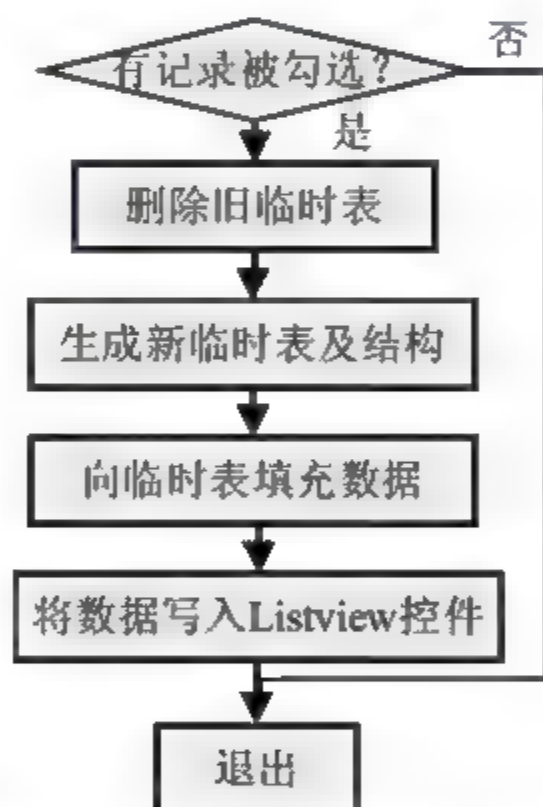 有记录被勾选?
否
是
删除旧临时表
生成新临时表及结构
向临时表填充数据
将数据写入Listview控件
退出